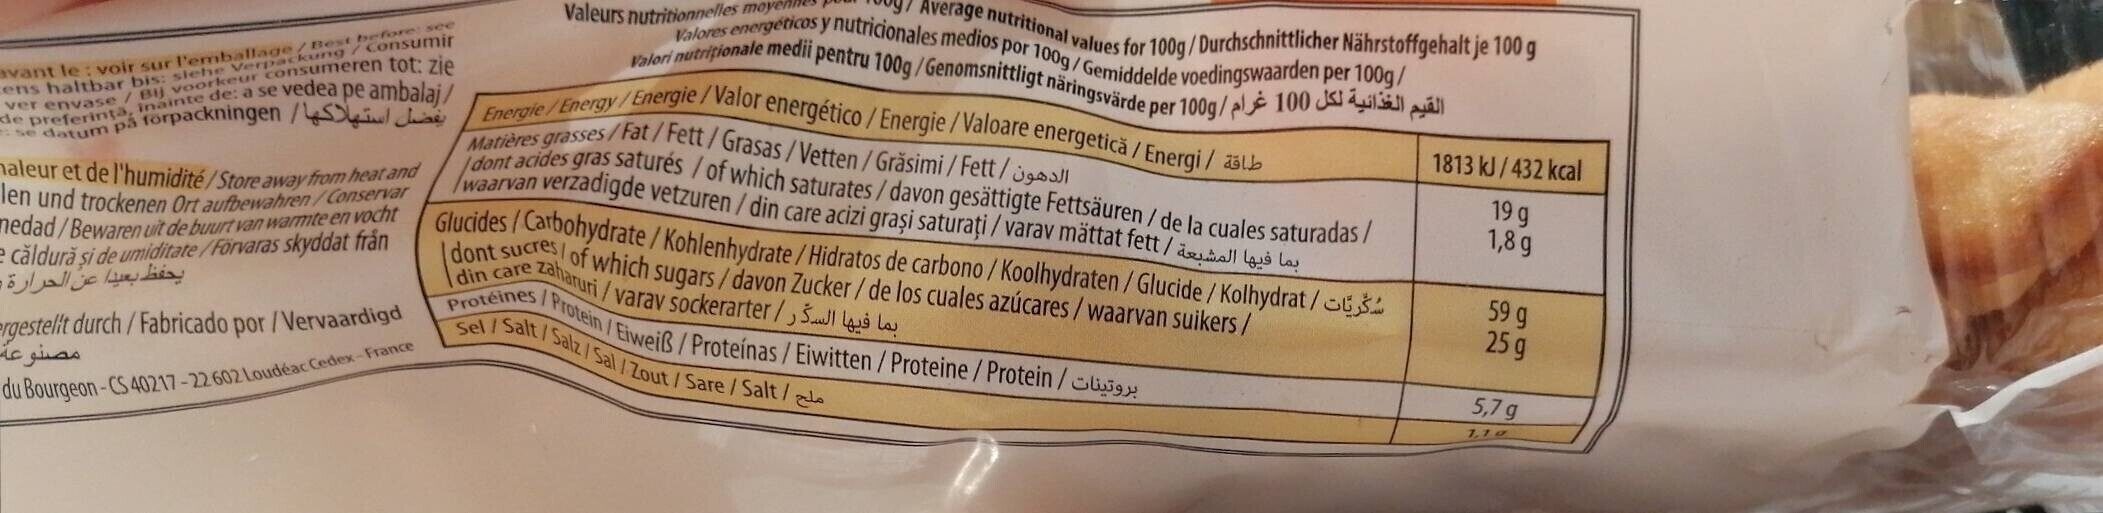 avant le : voir sur l'emballage / Best before: see
ens haltbar bis: siehe Verpackung / Consumir
ver envase / Bij voorkeur consumeren tot: zie
de preferință, înainte de: a se vedea pe ambalaj /
se datum på förpackningen / يفضل استهلاكها
haleur et de l'humidité / Store away from heat and
len und trockenen Ort aufbewahren / Conservar
medad / Bewaren uit de buurt van warmte en vocht
e căldură și de umiditate / Förvaras skyddat från
يحفظ بعيدا عن الحرارة
ergestellt durch / Fabricado por / Vervaardigd
مصنوعة
du Bourgeon - CS 40217 - 22 602 Loudéac Cedex - France
Valeurs nutritionnelles moyennes pour 100g / Average nutritional values for 100g / Durchschnittlicher Nährstoffgehalt je 100 g
Valores energéticos y nutricionales medios por 100g / Gemiddelde voedingswaarden per 100g /
Valori nutriționale medii pentru 100g / Genomsnittligt näringsvärde per 100g / القيم الغذائية لكل 100 غرام
Energie / Energy / Energie / Valor energético / Energie / Valoare energetică / Energi / طاقة 1813 kJ / 432 kcal
Matières grasses / Fat / Fett / Grasas / Vetten / Grăsimi / Fett / الدهون 19 g
/ dont acides gras saturés / of which saturates / davon gesättigte Fettsäuren / de la cuales saturadas / 1,8 g
/ waarvan verzadigde vetzuren / din care acizi grași saturați / varav mättat fett / بما فيها المشبعة
Glucides / Carbohydrate / Kohlenhydrate / Hidratos de carbono / Koolhydraten / Glucide / Kolhydrat / سُكَّريَّات 59 g
dont sucres / of which sugars / davon Zucker / de los cuales azúcares / waarvan suikers / 25 g
din care zaharuri / varav sockerarter / بما فيها السكَّر
Protéines / Protein / Eiweiß / Proteínas / Eiwitten / Proteine / Protein / بروتينات 5,7 g
Sel / Salt / Salz / Sal / Zout / Sare / Salt / ملح 1,1 g